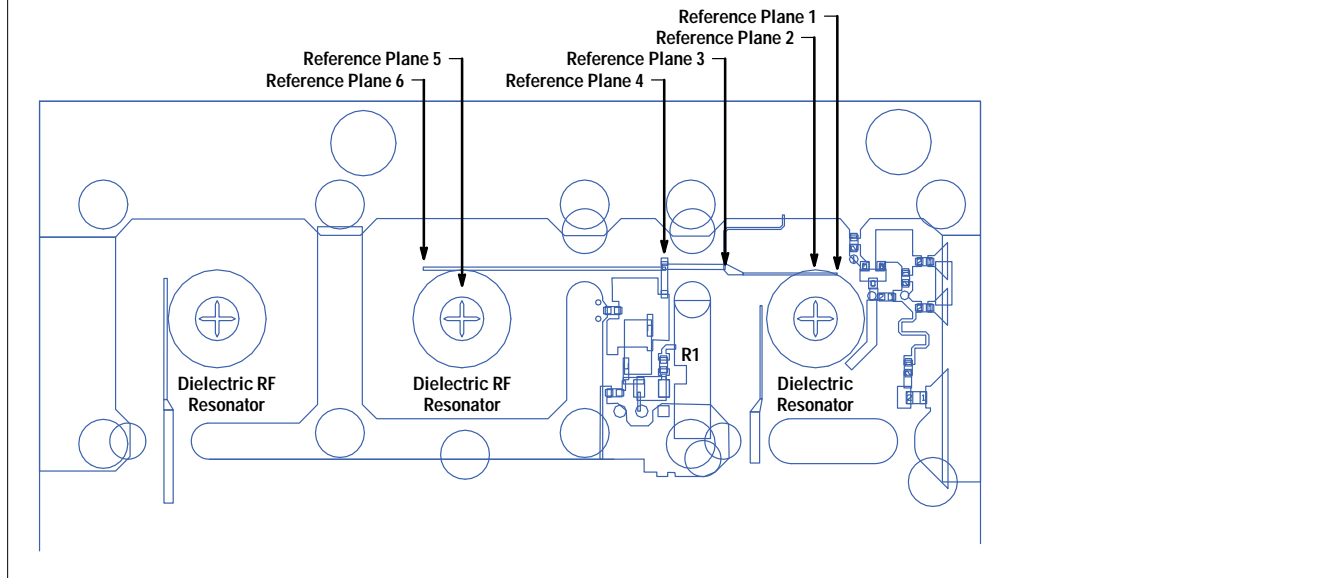 Reference Plane 1
Reference Plane 2
Reference Plane 5
Reference Plane 3
Reference Plane 6
Reference Plane 4
R1
Dielectric RF
Resonator
Dielectric RF
Resonator
Dielectric
Resonator